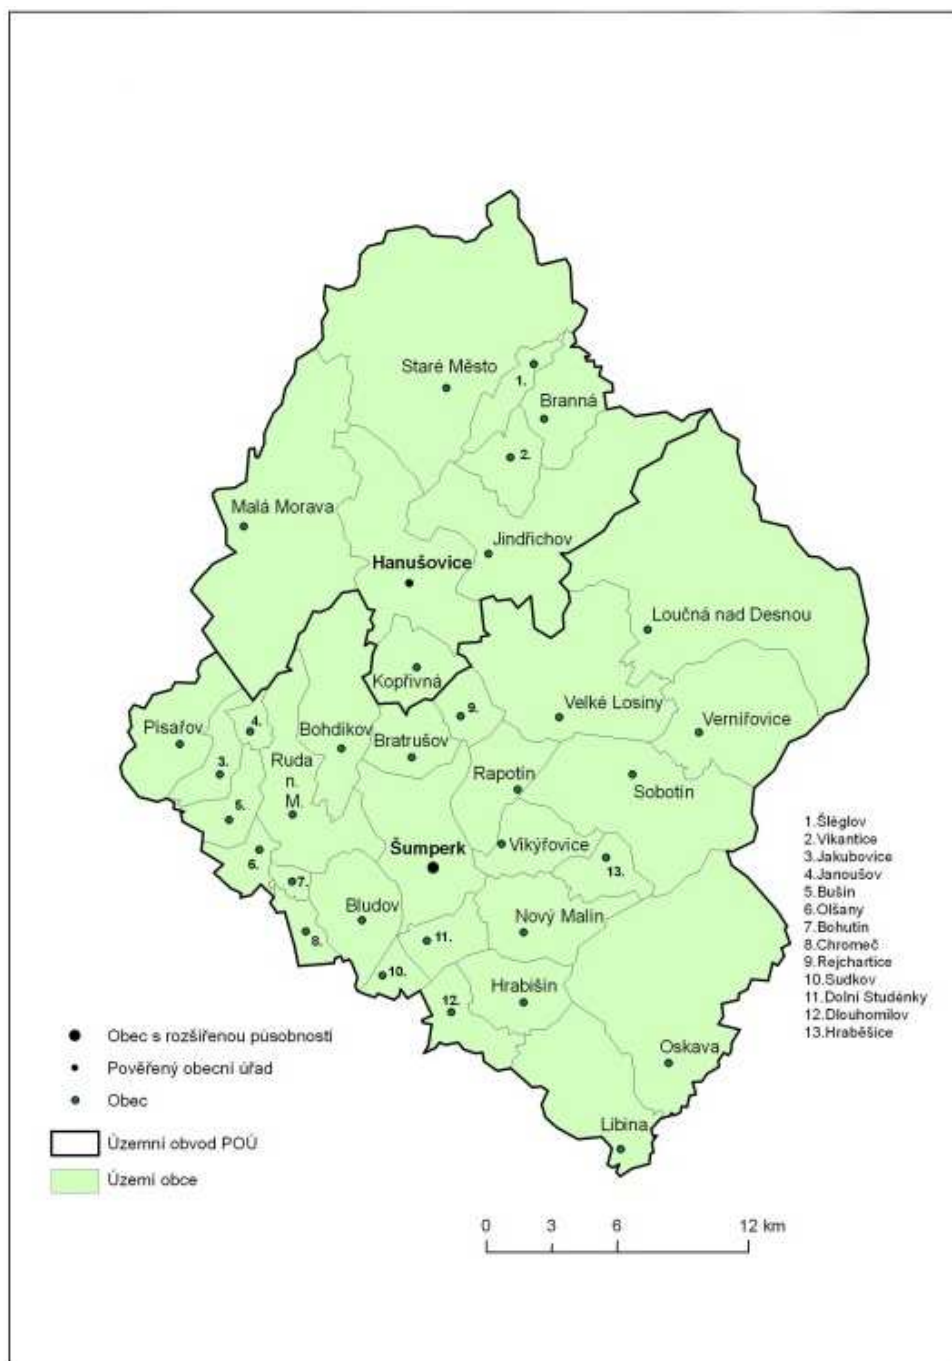 Staré Město
1.
Branná
2.
Malá Morava
Jindřichov
Hanušovice
Loučná nad Desnou
Kopřivná
Velké Losiny
9.
Vernířovice
4.
Písařov
Bohdíkov
Bratrušov
Ruda
n.
M.
3.
Rapotín
Sobotín
5.
Vikýřovice
Šumperk
6.
13.
7.
Bludov
Nový Malín
8.
11.
10.
Hrabišín
12.
Oskava
Libina
1.Šléglov
2.Vikantice
3.Jakubovice
4.Janoušov
5.Bušín
6.Olšany
7.Bohutín
8.Chromeč
9.Rejchartice
10.Sudkov
11.Dolní Studénky
12.Dlouhomilov
13.Hraběšice
Obec s rozšířenou působností
Pověřený obecní úřad
Obec
Územní obvod POÚ
Území obce
0 3 6 12 km